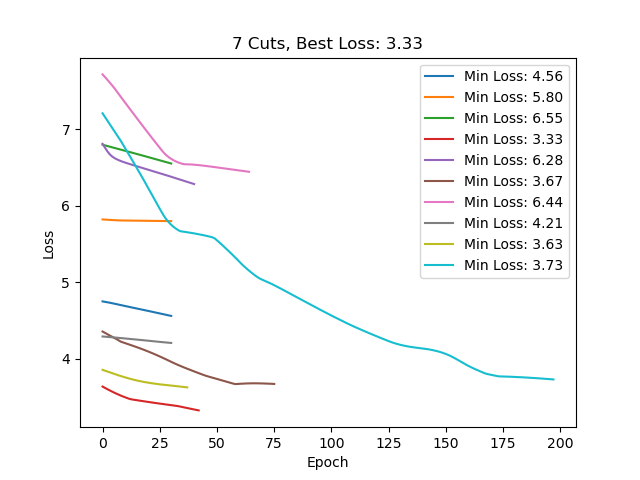 7 Cuts, Best Loss: 3.33
Min Loss: 4.56
Min Loss: 5.80
Min Loss: 6.55
Min Loss: 3.33
Min Loss: 6.28
Min Loss: 3.67
Min Loss: 6.44
Min Loss: 4.21
Min Loss: 3.63
Min Loss: 3.73
Loss
7
6
5
4
0 25 50 75 100 125 150 175 200
Epoch